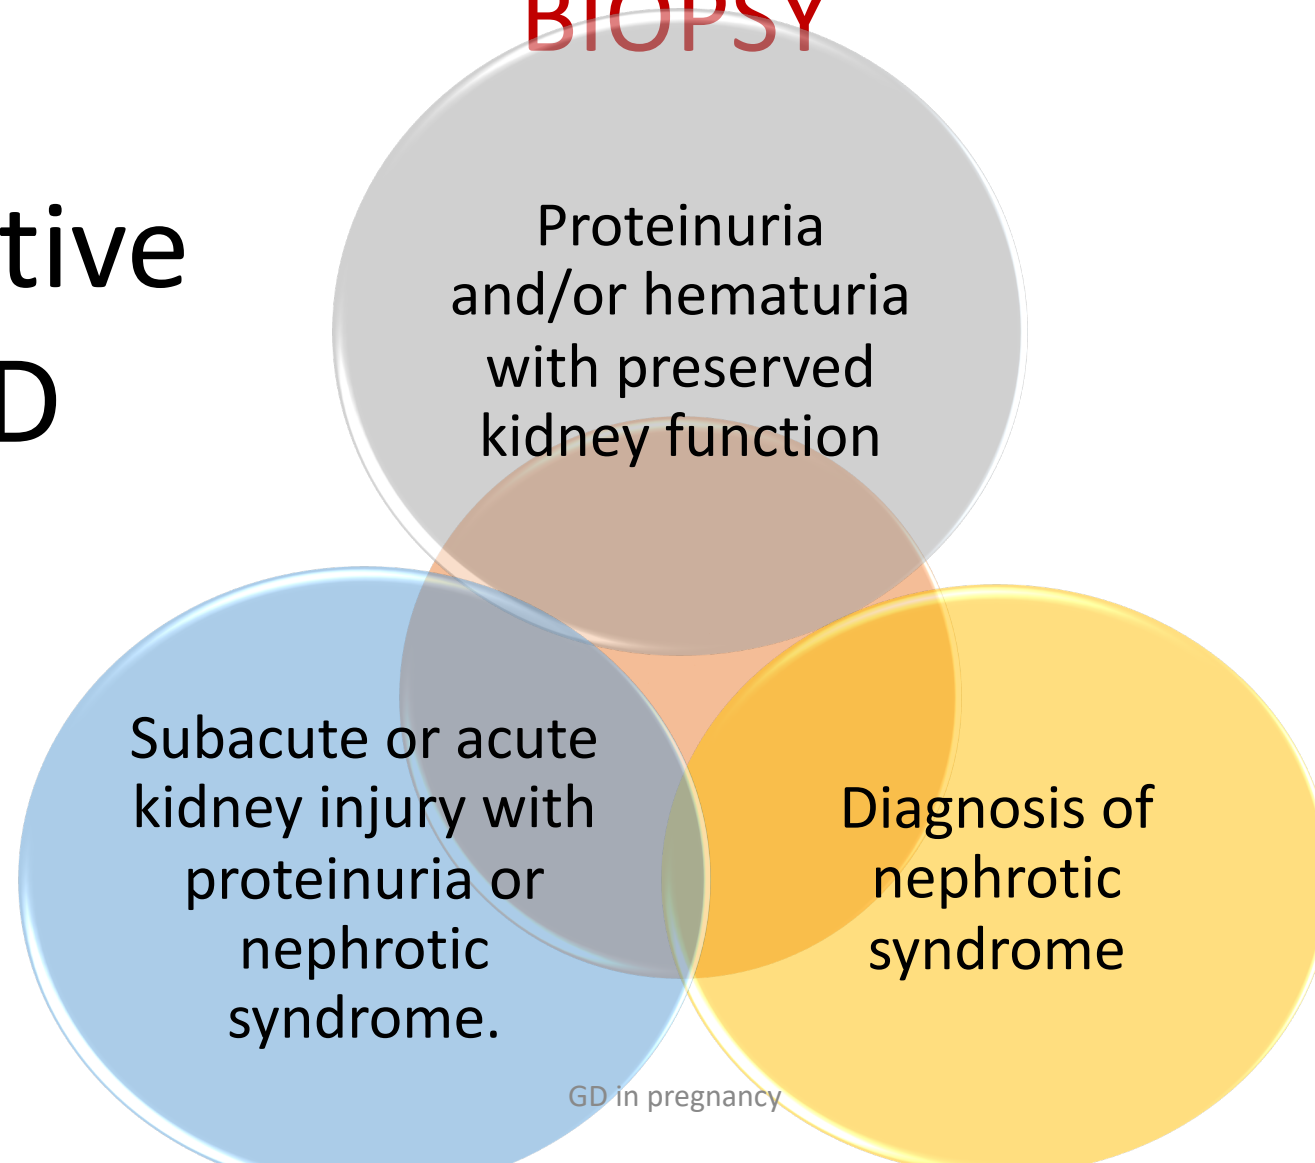 BIOPSY
tive
D
Proteinuria
and/or hematuria
with preserved
kidney function
Subacute or acute
kidney injury with
proteinuria or
nephrotic
syndrome.
Diagnosis of
nephrotic
syndrome
GD in pregnancy